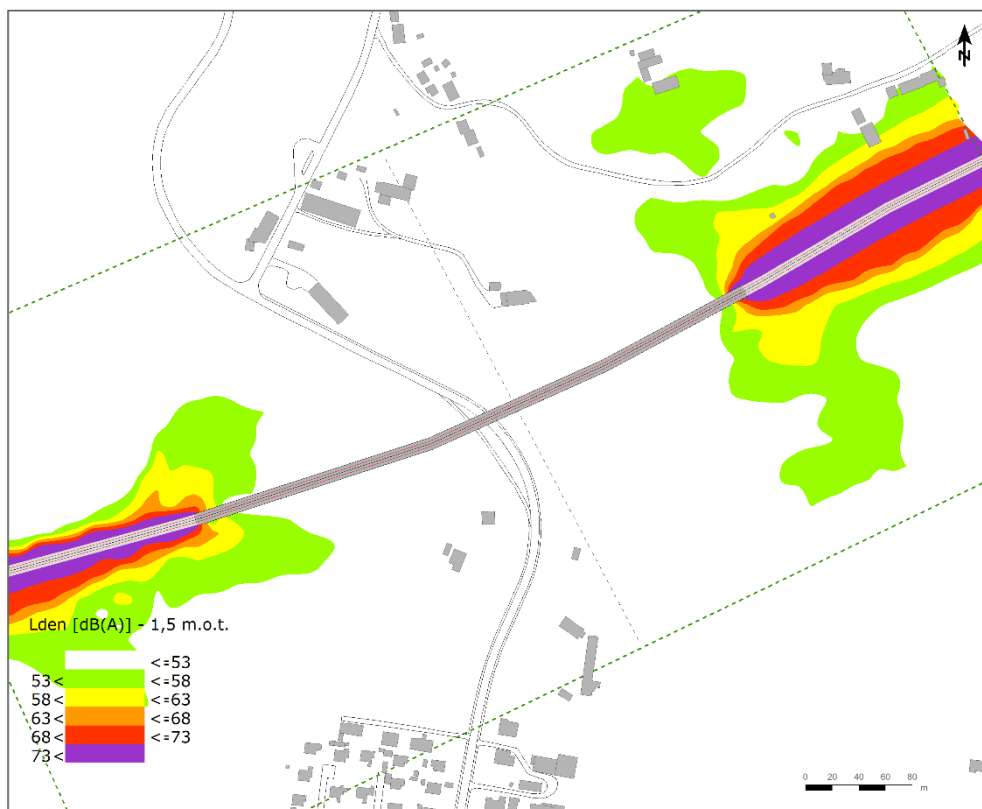 N
Lden [dB(A)] - 1,5 m.o.t.
<=53
53< <=58
58< <=63
63< <=68
68< <=73
73<
0 20 40 60 80
m